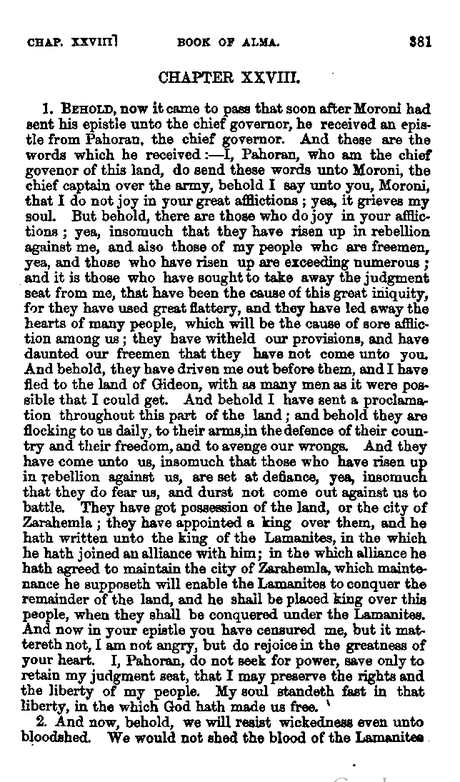 CHAP. XXVIII] BOOK OF ALMA. 381
CHAPTER XXVIII.
1. BEHOLD, now it came to pass that soon after Moroni had
sent his epistle unto the chief governor, he received an epis-
tle from Pahoran, the chief governor. And these are the
words which he received:—I, Pahoran, who am the chief
govenor of this land, do send these words unto Moroni, the
chief captain over the army, behold I say unto you, Moroni,
that I do not joy in your great afflictions; yea, it grieves my
soul. But behold, there are those who do joy in your afflic-
tions; yea, insomuch that they have risen up in rebellion
against me, and also those of my people who are freemen,
yea, and those who have risen up are exceeding numerous;
and it is those who have sought to take away the judgment
seat from me, that have been the cause of this great iniquity,
for they have used great flattery, and they have led away the
hearts of many people, which will be the cause of sore afflic-
tion among us; they have witheld our provisions, and have
daunted our freemen that they have not come unto you.
And behold, they have driven me out before them, and I have
fled to the land of Gideon, with as many men as it were pos-
sible that I could get. And behold I have sent a proclama-
tion throughout this part of the land; and behold they are
flocking to us daily, to their arms,in the defence of their coun-
try and their freedom, and to avenge our wrongs. And they
have come unto us, insomuch that those who have risen up
in rebellion against us, are set at defiance, yea, insomuch
that they do fear us, and durst not come out against us to
battle. They have got possession of the land, or the city of
Zarahemla; they have appointed a king over them, and he
hath written unto the king of the Lamanites, in the which
he hath joined an alliance with him; in the which alliance he
hath agreed to maintain the city of Zarahemla, which mainte-
nance he supposeth will enable the Lamanites to conquer the
remainder of the land, and he shall be placed king over this
people, when they shall be conquered under the Lamanites.
And now in your epistle you have censured me, but it mat-
tereth not, I am not angry, but do rejoice in the greatness of
your heart. I, Pahoran, do not seek for power, save only to
retain my judgment seat, that I may preserve the rights and
the liberty of my people. My soul standeth fast in that
liberty, in the which God hath made us free.
2. And now, behold, we will resist wickedness even unto
bloodshed. We would not shed the blood of the Lamanites